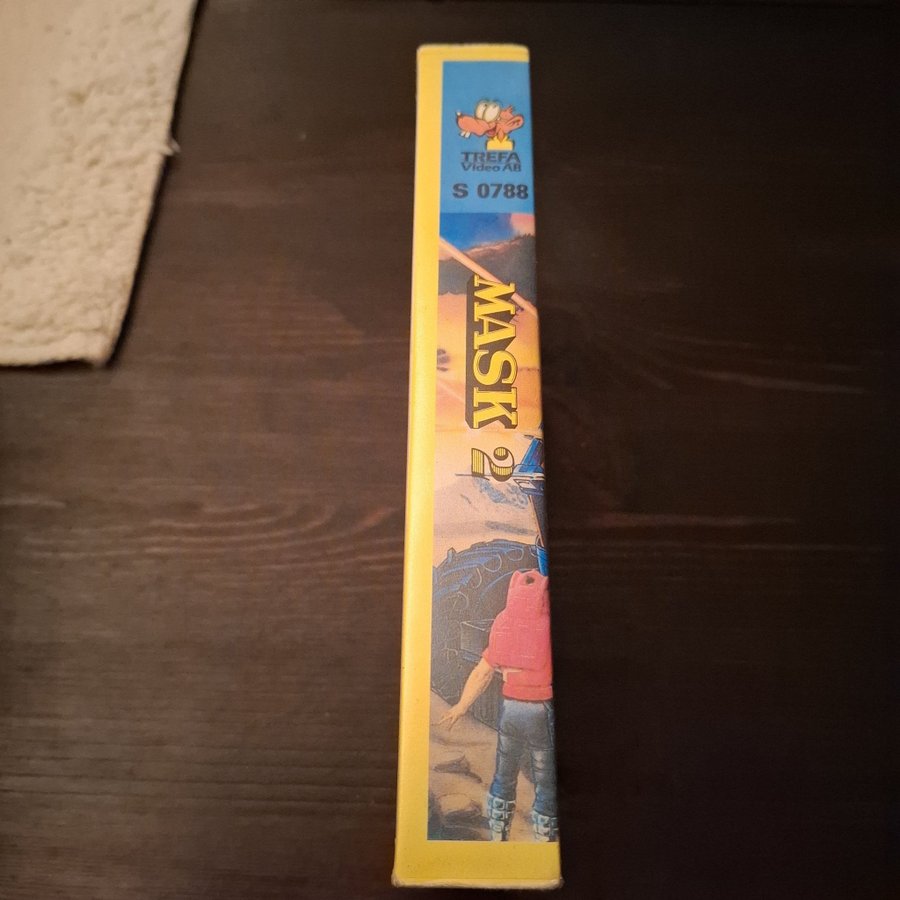 TREFA
Video AB
S 0788
MASK 2